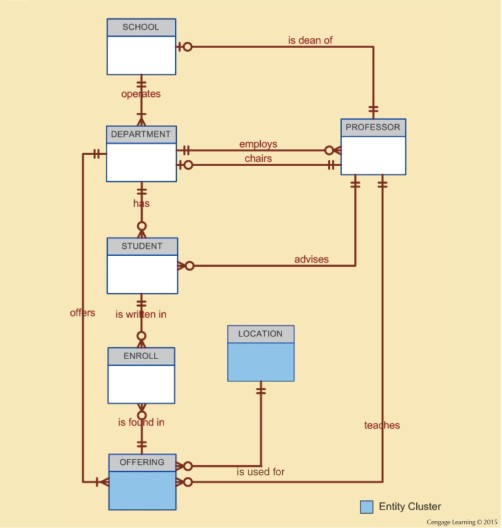 SCHOOL
is dean of
operates
PROFESSOR
DEPARTMENT
employs
chairs
has
STUDENT
advises
offers
is written in
LOCATION
ENROLL
is found in
teaches
OFFERING
is used for
Entity Cluster
Cengage Learning © 2015